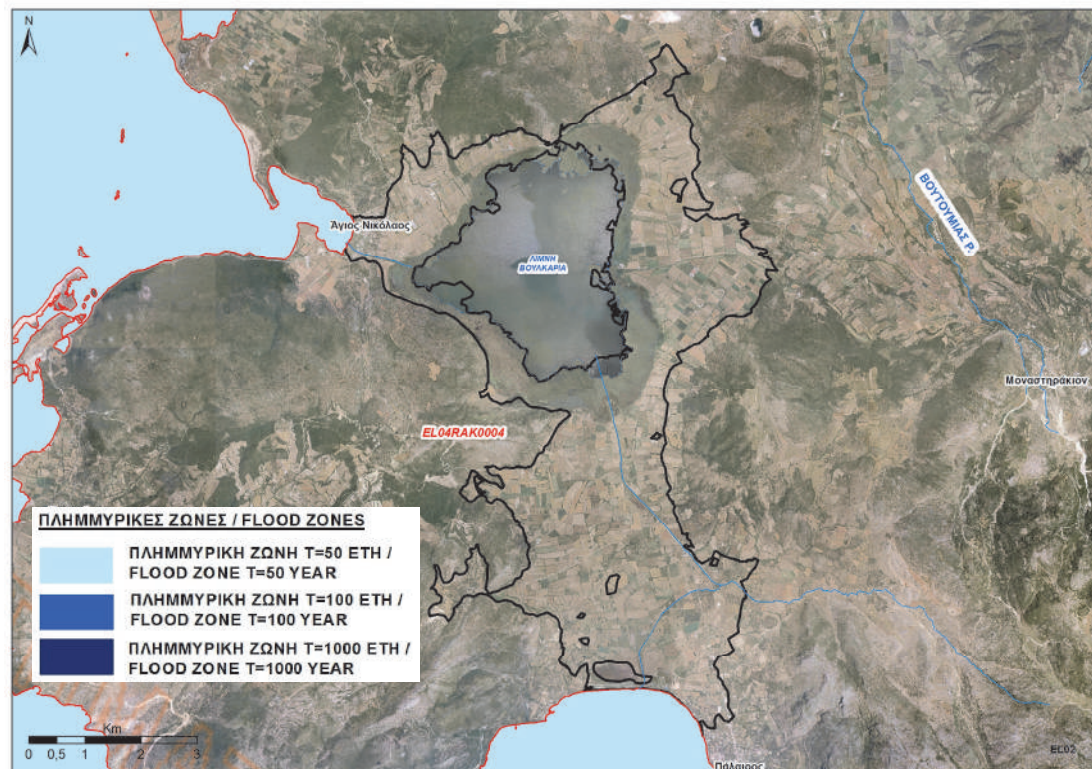 N
ΒΟΥΤΟΥΜΙΑΣ Ρ.
Άγιος Νικόλαος
ΛΙΜΝΗ
ΒΟΥΛΚΑΡΙΑ
Μοναστηράκιον
EL04RAK0004
ΠΛΗΜΜΥΡΙΚΕΣ ΖΩΝΕΣ / FLOOD ZONES
ΠΛΗΜΜΥΡΙΚΗ ΖΩΝΗ T=50 ΕΤΗ /
FLOOD ZONE T=50 YEAR
ΠΛΗΜΜΥΡΙΚΗ ΖΩΝΗ T=100 ΕΤΗ /
FLOOD ZONE T=100 YEAR
ΠΛΗΜΜΥΡΙΚΗ ΖΩΝΗ T=1000 ΕΤΗ /
FLOOD ZONE T=1000 YEAR
Km
0 0,5 1 2 3
EL02
Πάλαιρος